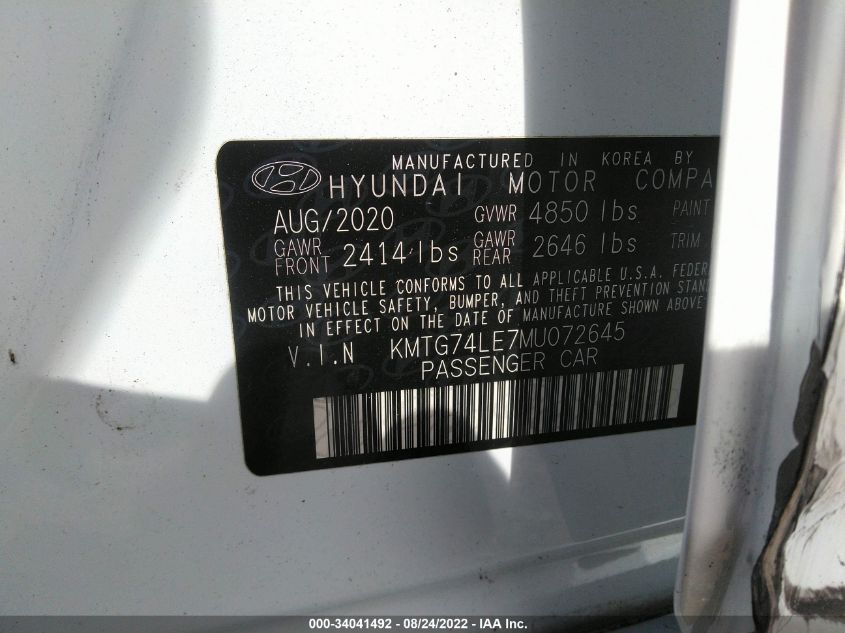 MANUFACTURED IN KOREA BY
HYUNDAI MOTOR COMPA
AUG/2020 GVWR 4850 lbs PAINT
GAWR FRONT 2414 lbs GAWR REAR 2646 lbs TRIM
THIS VEHICLE CONFORMS TO ALL APPLICABLE U.S.A. FEDER
MOTOR VEHICLE SAFETY, BUMPER, AND THEFT PREVENTION STAN
IN EFFECT ON THE DATE OF MANUFACTURE SHOWN ABOVE
V.I.N KMTG74LE7MU072645
PASSENGER CAR
000-34041492 - 08/24/2022 - IAA Inc.